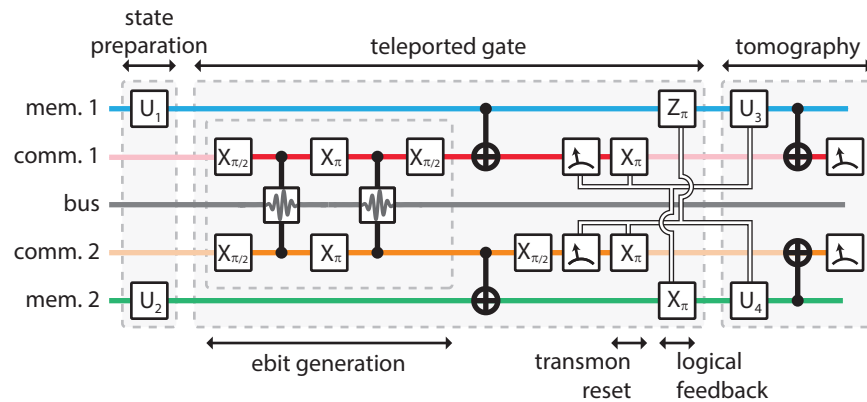 state
preparation
teleported gate
tomography
mem. 1
U1
Zπ
U3
comm. 1
Xπ/2
Xπ
Xπ/2
Xπ
bus
comm. 2
Xπ/2
Xπ
Xπ/2
Xπ
mem. 2
U2
Xπ
U4
ebit generation
transmon
reset
logical
feedback